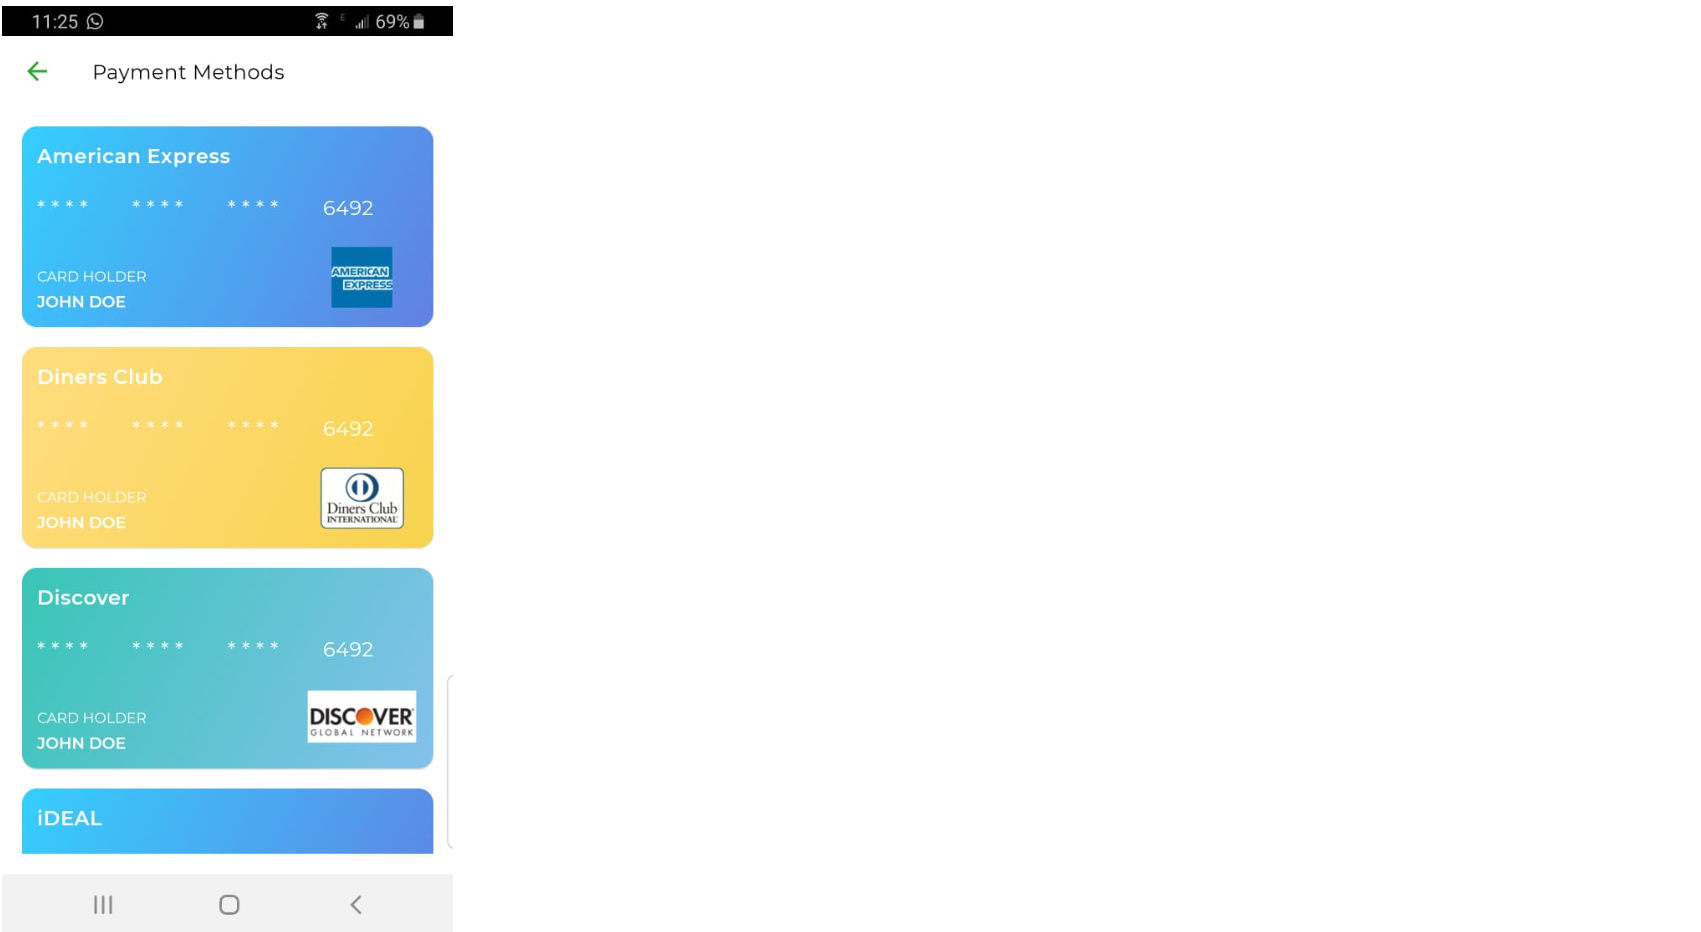 11:25 E 69%
Payment Methods
American Express
**** **** **** 6492
AMERICAN
EXPRESS
CARD HOLDER
JOHN DOE
Diners Club
**** **** **** 6492
Diners Club
INTERNATIONAL
CARD HOLDER
JOHN DOE
Discover
**** **** **** 6492
DISCOVER
GLOBAL NETWORK
CARD HOLDER
JOHN DOE
iDEAL